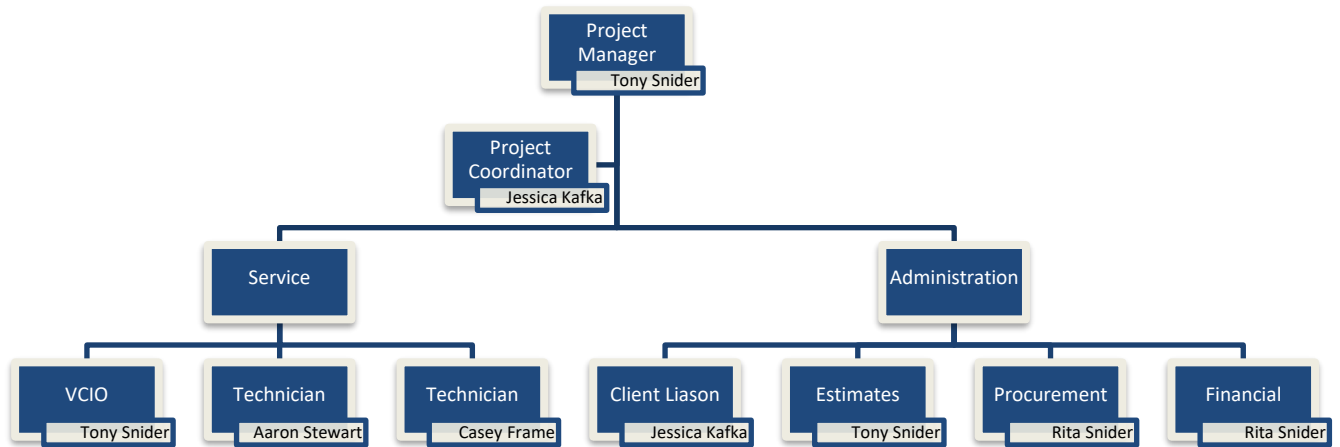 Project
Manager
Tony Snider
Project
Coordinator
Jessica Kafka
Service
Administration
VCIO
Tony Snider
Technician
Aaron Stewart
Technician
Casey Frame
Client Liason
Jessica Kafka
Estimates
Tony Snider
Procurement
Rita Snider
Financial
Rita Snider